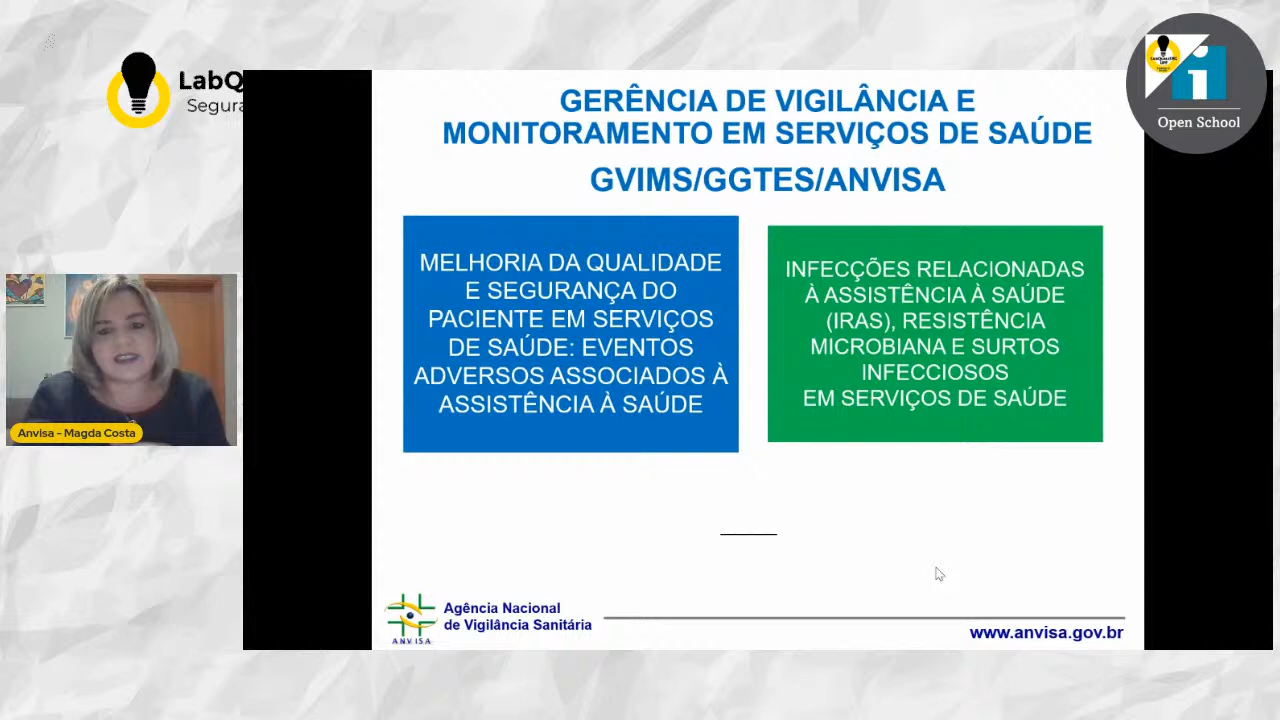 LabQ
Segura
Open School
GERÊNCIA DE VIGILÂNCIA E
MONITORAMENTO EM SERVIÇOS DE SAÚDE
GVIMS/GGTES/ANVISA
MELHORIA DA QUALIDADE
E SEGURANÇA DO
PACIENTE EM SERVIÇOS
DE SAÚDE: EVENTOS
ADVERSOS ASSOCIADOS À
ASSISTÊNCIA À SAÚDE
INFECÇÕES RELACIONADAS
À ASSISTÊNCIA À SAÚDE
(IRAS), RESISTÊNCIA
MICROBIANA E SURTOS
INFECCIOSOS
EM SERVIÇOS DE SAÚDE
Anvisa - Magda Costa
ANVISA
Agência Nacional
de Vigilância Sanitária
www.anvisa.gov.br